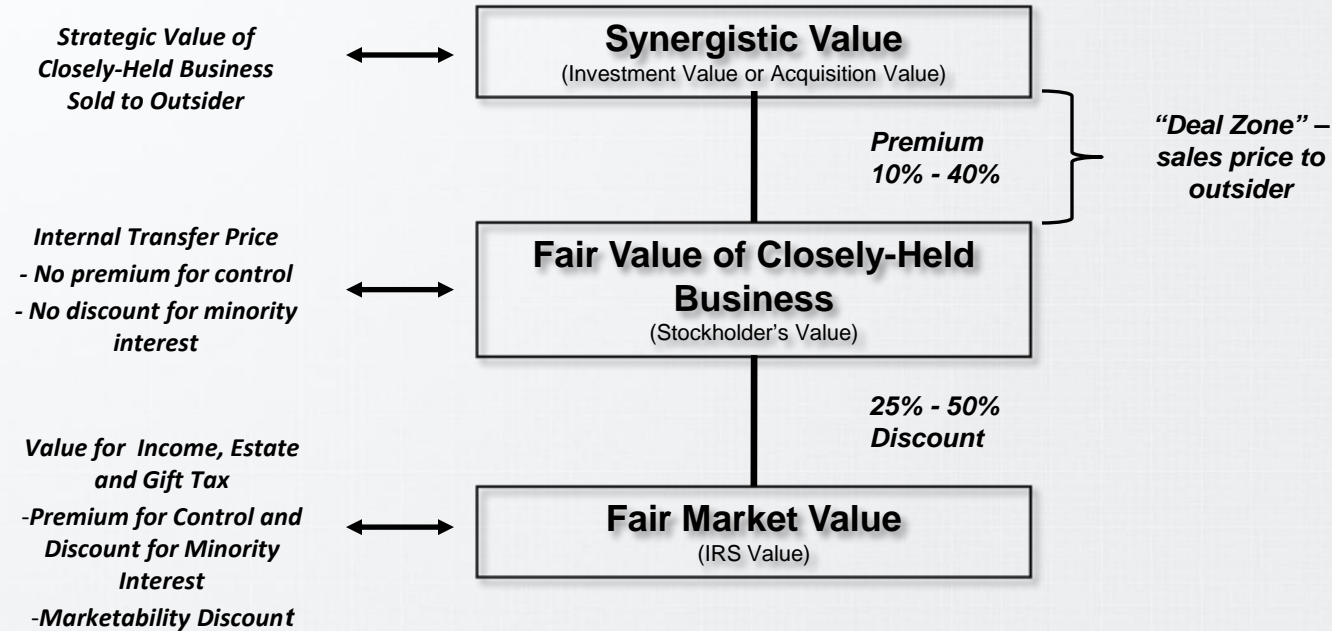 Strategic Value of
Closely-Held Business
Sold to Outsider
Synergistic Value
(Investment Value or Acquisition Value)
Premium
10% - 40%
“Deal Zone” –
sales price to
outsider
Internal Transfer Price
- No premium for control
- No discount for minority
interest
Fair Value of Closely-Held
Business
(Stockholder’s Value)
25% - 50%
Discount
Value for  Income, Estate
and Gift Tax
-Premium for Control and
Discount for Minority
Interest
-Marketability Discount
Fair Market Value
(IRS Value)